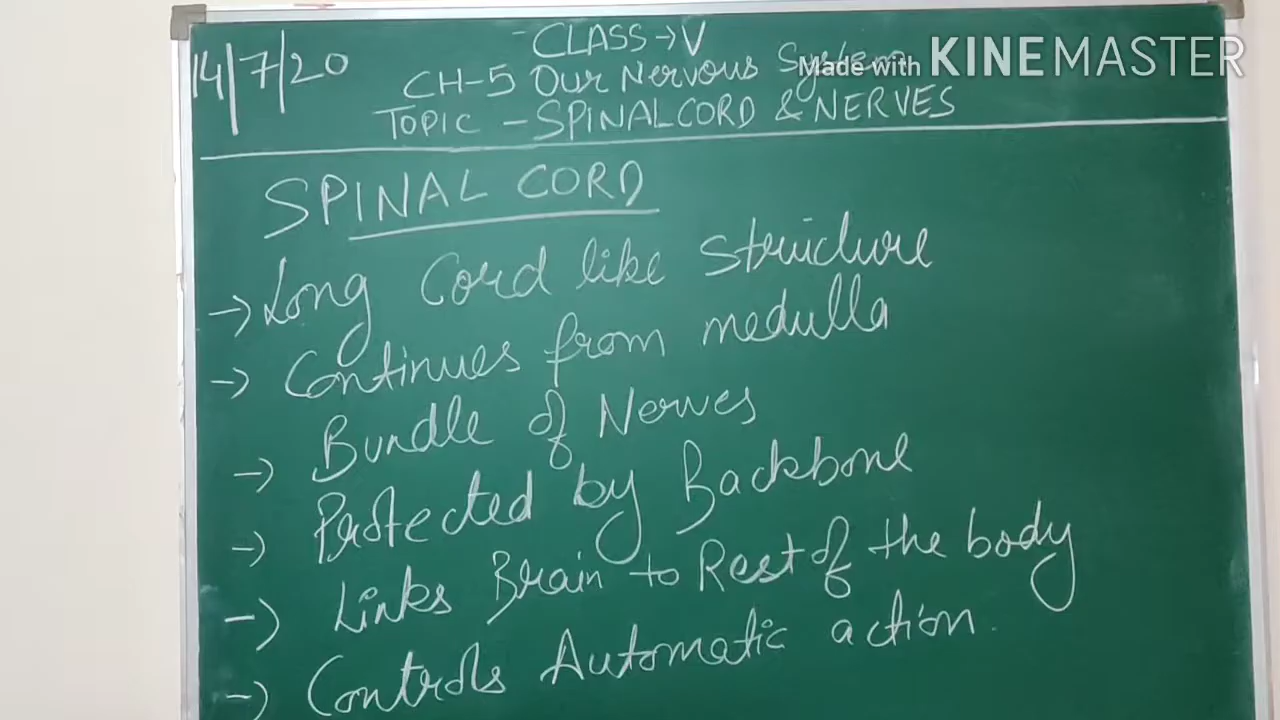 14/7/20
CLASS → V
CH-5 Our Nervous System
Made with KINEMASTER
TOPIC - SPINAL CORD & NERVES
SPINAL CORD
→ Long Cord like structure
→ Continues from medulla
→ Bundle of Nerves
→ Protected by Backbone
→ Links Brain to Rest of the body
→ Controls Automatic action.